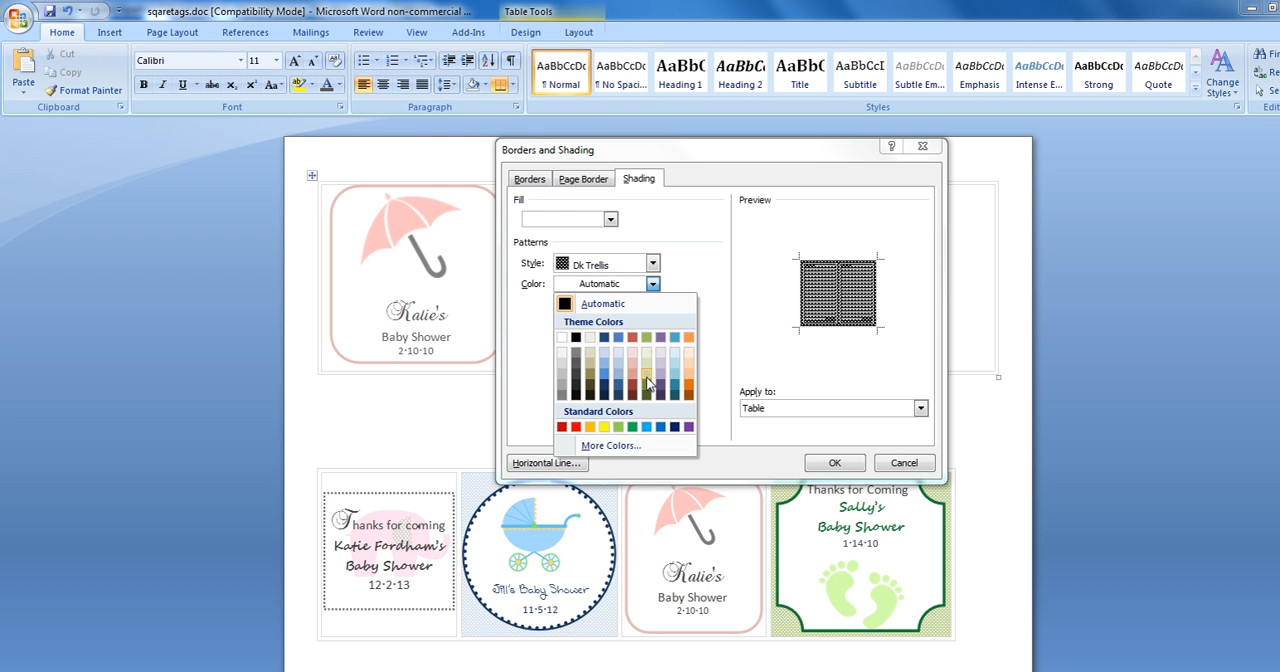 sqaretags.doc [Compatibility Mode] - Microsoft Word non-commercial ...
Table Tools
Home
Insert
Page Layout
References
Mailings
Review
View
Add-Ins
Design
Layout
Paste
Cut
Copy
Format Painter
Clipboard
Calibri
11
Font
Paragraph
AaBbCcDc
¶ Normal
AaBbCcDc
¶ No Spaci...
AaBbC
Heading 1
AaBbCc
Heading 2
AaBbC
Title
AaBbCcI
Subtitle
AaBbCcDc
Subtle Em...
AaBbCcDc
Emphasis
AaBbCcDc
Intense E...
AaBbCcDc
Strong
AaBbCcDc
Quote
Change
Styles
Styles
Fin
Re
Se
Edit
Borders and Shading
Borders
Page Border
Shading
Fill
Patterns
Style:
Dk Trellis
Color:
Automatic
Automatic
Theme Colors
Standard Colors
More Colors...
Preview
Apply to:
Table
Horizontal Line...
OK
Cancel
Katie's
Baby Shower
2·10·10
Thanks for coming
Katie Fordham's
Baby Shower
12·2·13
Jill's Baby Shower
11·5·12
Katie's
Baby Shower
2·10·10
Thanks for Coming
Sally's
Baby Shower
1·14·10